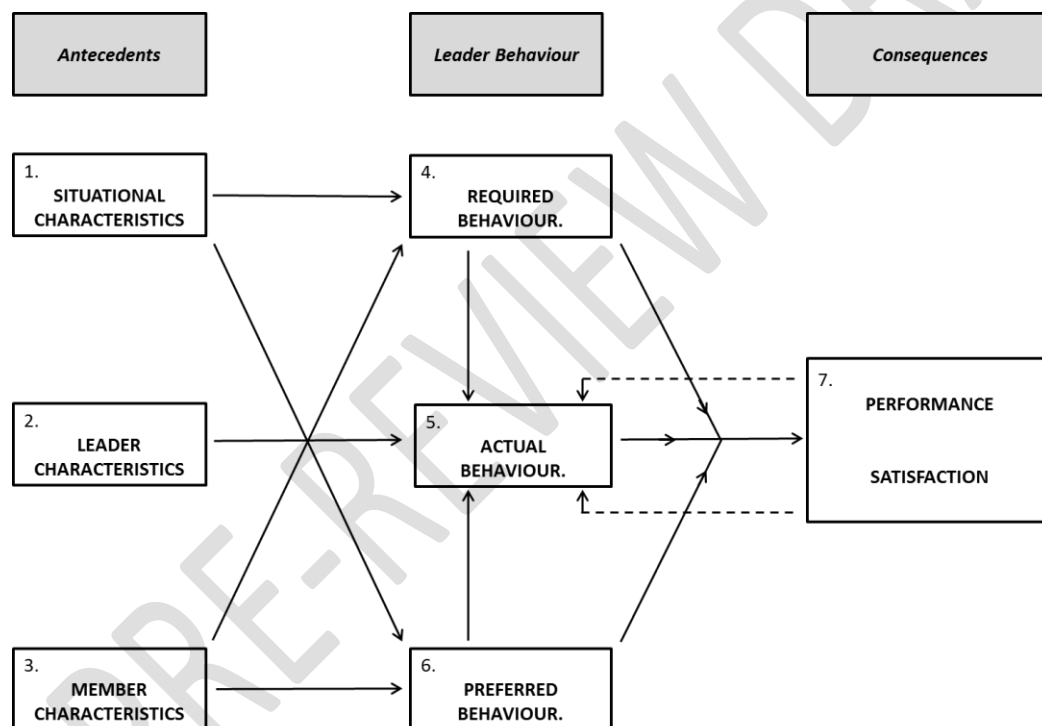 Antecedents
Leader Behaviour
Consequences
1.
SITUATIONAL
CHARACTERISTICS
4.
REQUIRED
BEHAVIOUR.
2.
LEADER
CHARACTERISTICS
5.
ACTUAL
BEHAVIOUR.
7.
PERFORMANCE
SATISFACTION
3.
MEMBER
CHARACTERISTICS
6.
PREFERRED
BEHAVIOUR.
PRE-REVIEW